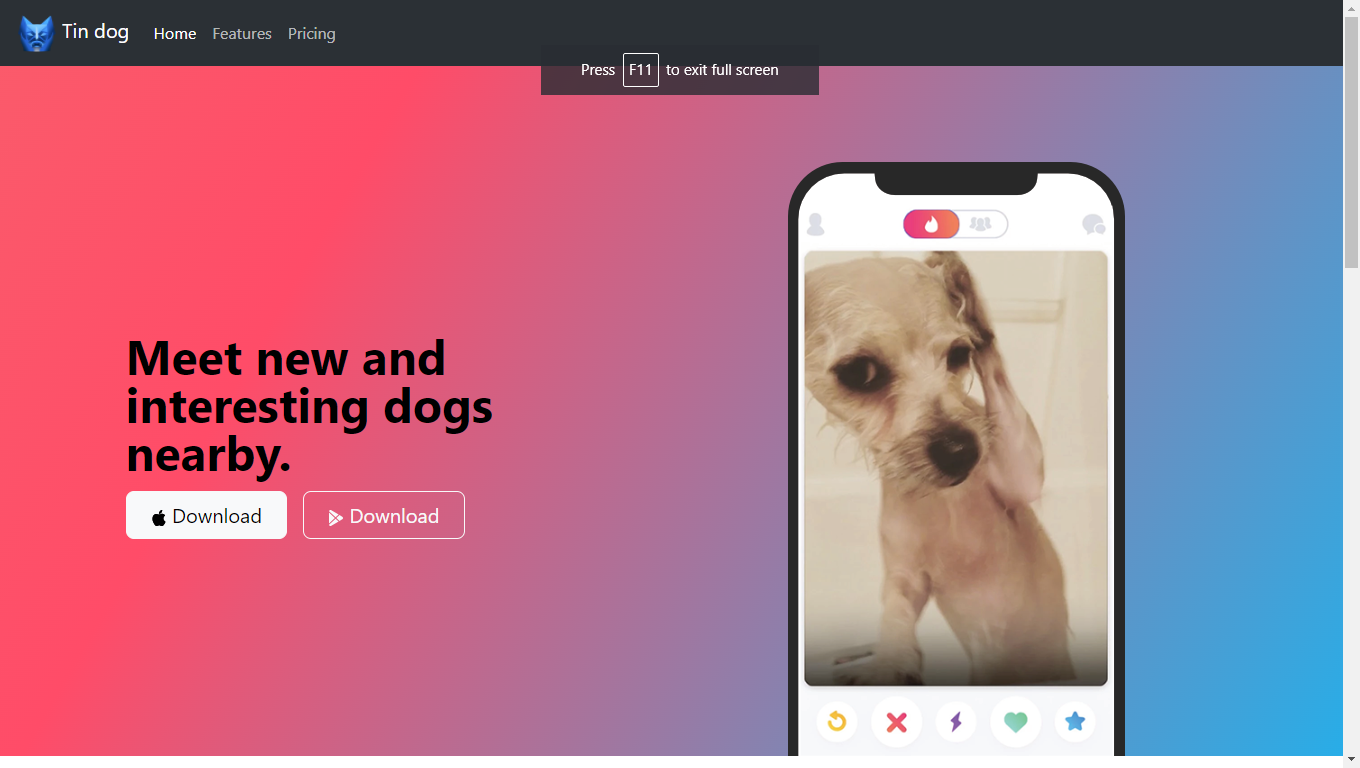 Tin dog Home Features Pricing
Press F11 to exit full screen
Meet new and
interesting dogs
nearby.
Download Download